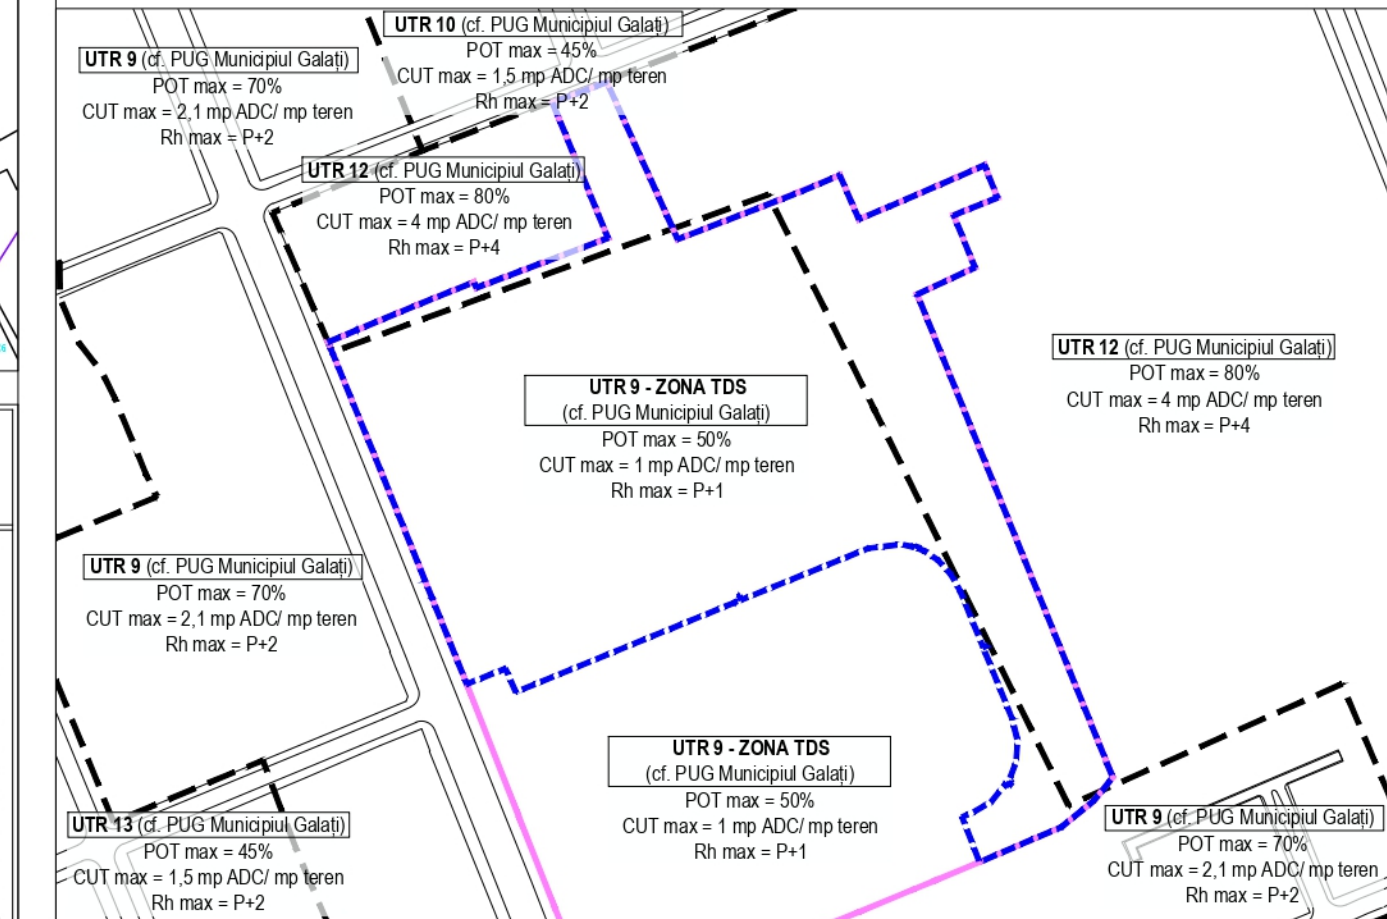 UTR 10 (cf. PUG Municipiul Galați)
POT max = 45%
CUT max = 1,5 mp ADC/ mp teren
Rh max = P+2
UTR 9 (cf. PUG Municipiul Galați)
POT max = 70%
CUT max = 2,1 mp ADC/ mp teren
Rh max = P+2
UTR 12 (cf. PUG Municipiul Galați)
POT max = 80%
CUT max = 4 mp ADC/ mp teren
Rh max = P+4
UTR 12 (cf. PUG Municipiul Galați)
POT max = 80%
CUT max = 4 mp ADC/ mp teren
Rh max = P+4
UTR 9 - ZONA TDS
(cf. PUG Municipiul Galați)
POT max = 50%
CUT max = 1 mp ADC/ mp teren
Rh max = P+1
UTR 9 (cf. PUG Municipiul Galați)
POT max = 70%
CUT max = 2,1 mp ADC/ mp teren
Rh max = P+2
UTR 9 - ZONA TDS
(cf. PUG Municipiul Galați)
POT max = 50%
CUT max = 1 mp ADC/ mp teren
Rh max = P+1
UTR 13 (cf. PUG Municipiul Galați)
POT max = 45%
CUT max = 1,5 mp ADC/ mp teren
Rh max = P+2
UTR 9 (cf. PUG Municipiul Galați)
POT max = 70%
CUT max = 2,1 mp ADC/ mp teren
Rh max = P+2